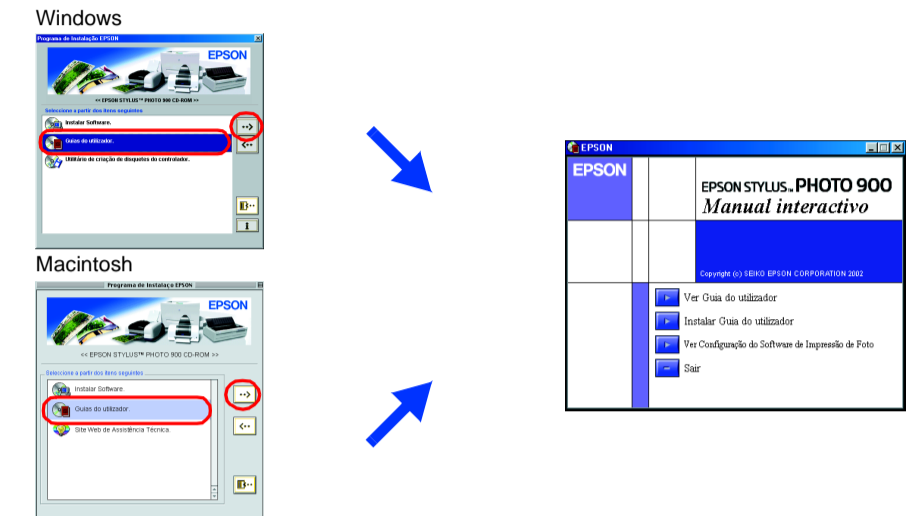 Windows
Programa de Instalação EPSON
EPSON
<< EPSON STYLUS™ PHOTO 900 CD-ROM >>
Seleccione a partir dos itens seguintes
Instalar Software.
Guias do utilizador.
Utilitário de criação de disquetes do controlador.
Macintosh
Programa de Instalaço EPSON
EPSON
<< EPSON STYLUS™ PHOTO 900 CD-ROM >>
Seleccione a partir dos itens seguintes
Instalar Software.
Guias do utilizador.
Site Web de Assistência Técnica.
EPSON
EPSON
EPSON STYLUS™ PHOTO 900
Manual interactivo
Copyright (c) SEIKO EPSON CORPORATION 2002
Ver Guia do utilizador
Instalar Guia do utilizador
Ver Configuração do Software de Impressão de Foto
Sair